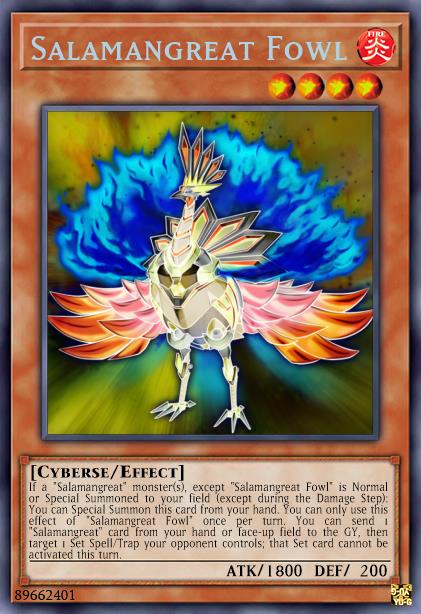 Salamangreat Fowl
FIRE
炎
[Cyberse/Effect]
If a "Salamangreat" monster(s), except "Salamangreat Fowl" is Normal
or Special Summoned to your field (except during the Damage Step):
You can Special Summon this card from your hand. You can only use this
effect of "Salamangreat Fowl" once per turn. You can send 1
"Salamangreat" card from your hand or face-up field to the GY, then
target 1 Set Spell/Trap your opponent controls; that Set card cannot be
activated this turn.
ATK/1800 DEF/ 200
89662401